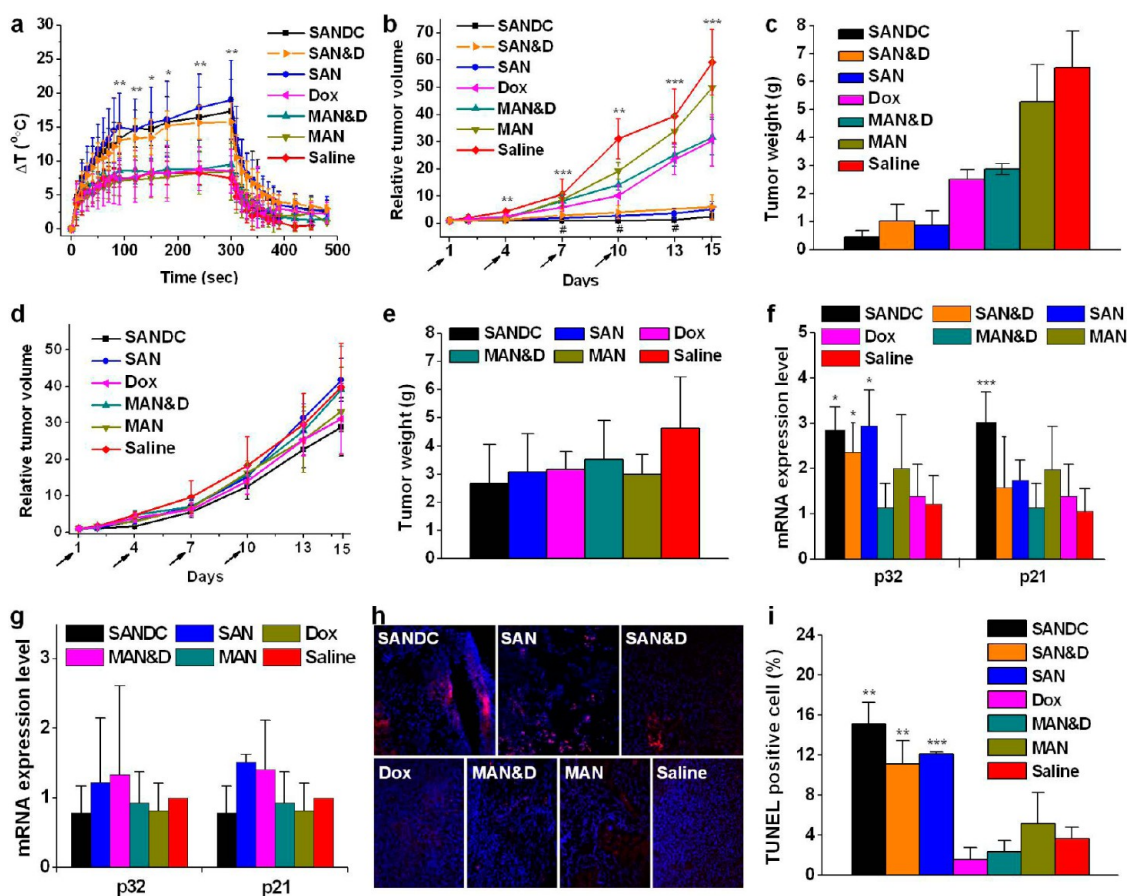 a
30
25
20
15
10
5
0
ΔT (°C)
** ** * * ** **
SANDC
SAN&D
SAN
Dox
MAN&D
MAN
Saline
0 100 200 300 400 500
Time (sec)
b
70
60
50
40
30
20
10
0
Relative tumor volume
SANDC
SAN&D
SAN
Dox
MAN&D
MAN
Saline
** *** ** *** ***
# # #
1 4 7 10 13 15
Days
c
8
7
6
5
4
3
2
1
0
Tumor weight (g)
SANDC
SAN&D
SAN
Dox
MAN&D
MAN
Saline
d
50
40
30
20
10
0
Relative tumor volume
SANDC
SAN
Dox
MAN&D
MAN
Saline
1 4 7 10 13 15
Days
e
8
7
6
5
4
3
2
1
0
Tumor weight (g)
SANDC SAN Dox
MAN&D MAN Saline
f
SANDC SAN&D SAN
Dox MAN&D MAN
Saline
5
4
3
2
1
0
mRNA expression level
* * * ***
p32 p21
g
3
2
1
0
mRNA expression level
SANDC SAN Dox
MAN&D MAN Saline
p32 p21
h
SANDC SAN SAN&D
Dox MAN&D MAN Saline
i
24
20
16
12
8
4
0
TUNEL positive cell (%)
** ** ***
SANDC
SAN&D
SAN
Dox
MAN&D
MAN
Saline